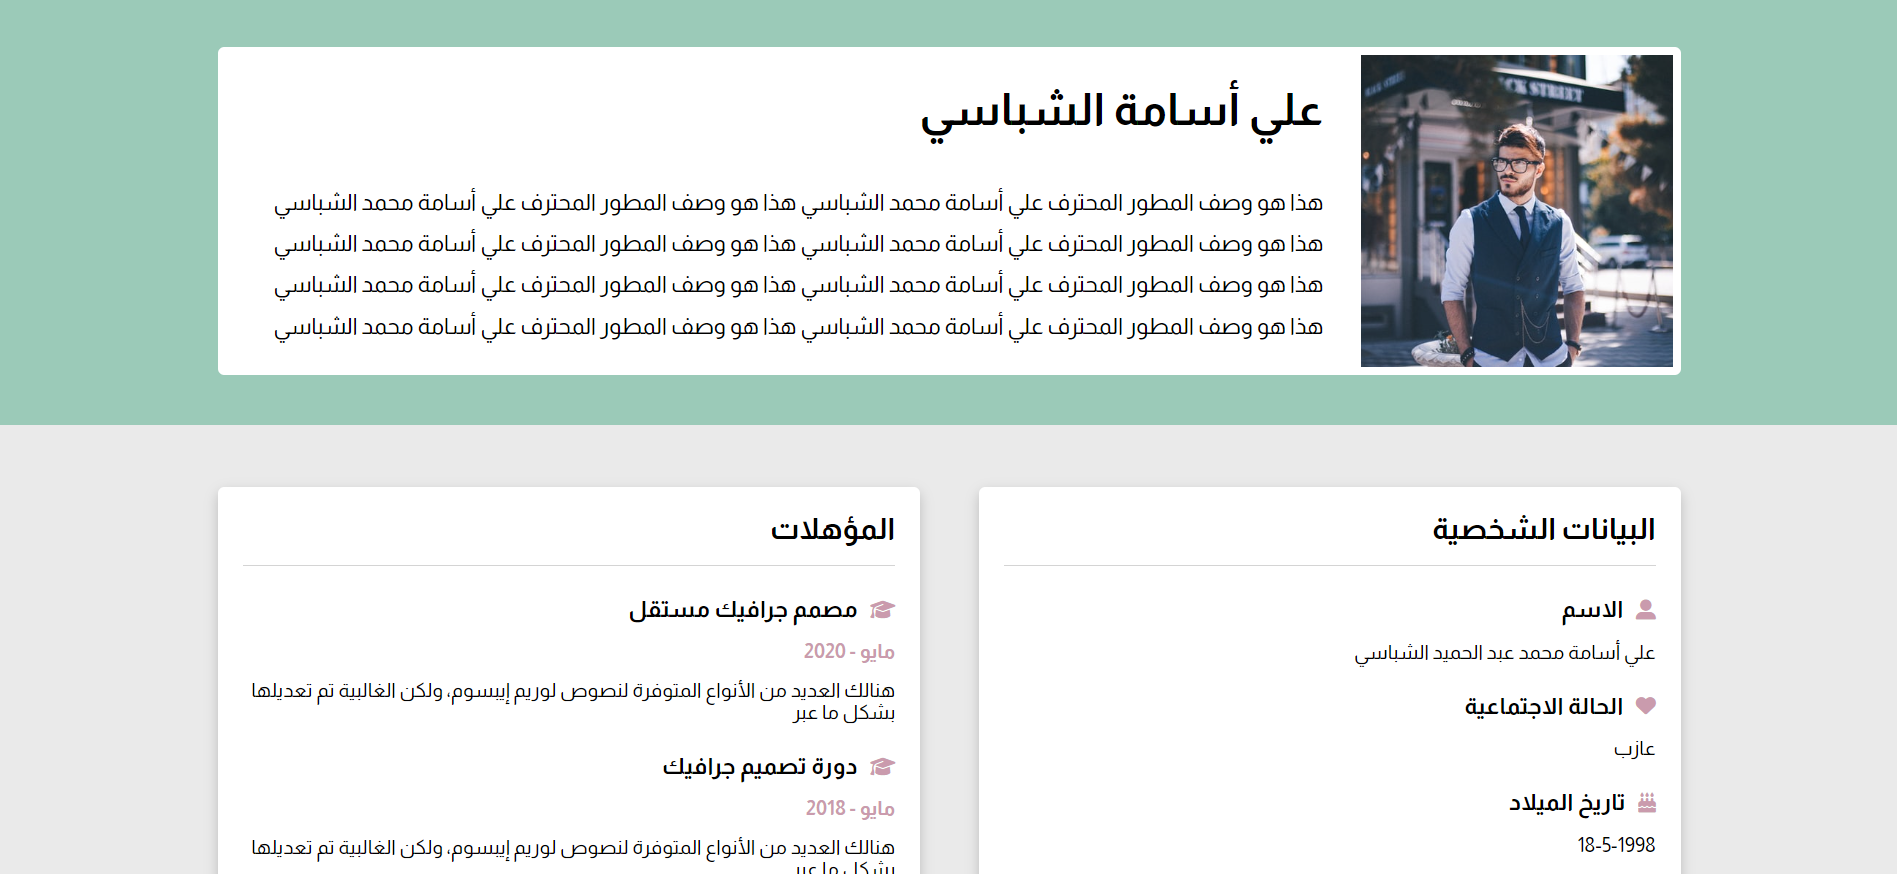 CK STREET
علي أسامة الشباسي
هذا هو وصف المطور المحترف علي أسامة محمد الشباسي هذا هو وصف المطور المحترف علي أسامة محمد الشباسي
هذا هو وصف المطور المحترف علي أسامة محمد الشباسي هذا هو وصف المطور المحترف علي أسامة محمد الشباسي
هذا هو وصف المطور المحترف علي أسامة محمد الشباسي هذا هو وصف المطور المحترف علي أسامة محمد الشباسي
هذا هو وصف المطور المحترف علي أسامة محمد الشباسي هذا هو وصف المطور المحترف علي أسامة محمد الشباسي
البيانات الشخصية
الاسم
علي أسامة محمد عبد الحميد الشباسي
الحالة الاجتماعية
عازب
تاريخ الميلاد
18-5-1998
المؤهلات
مصمم جرافيك مستقل
مايو - 2020
هنالك العديد من الأنواع المتوفرة لنصوص لوريم إيبسوم، ولكن الغالبية تم تعديلها
بشكل ما عبر
دورة تصميم جرافيك
مايو - 2018
هنالك العديد من الأنواع المتوفرة لنصوص لوريم إيبسوم، ولكن الغالبية تم تعديلها
بشكل ما عبر